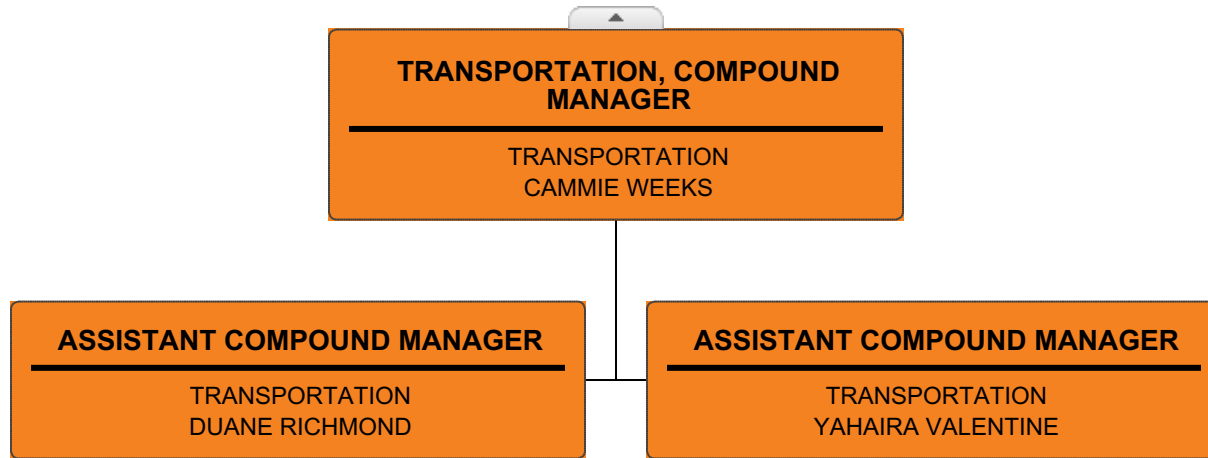 TRANSPORTATION, COMPOUND
MANAGER
TRANSPORTATION
CAMMIE WEEKS
ASSISTANT COMPOUND MANAGER
TRANSPORTATION
DUANE RICHMOND
ASSISTANT COMPOUND MANAGER
TRANSPORTATION
YAHAIRA VALENTINE